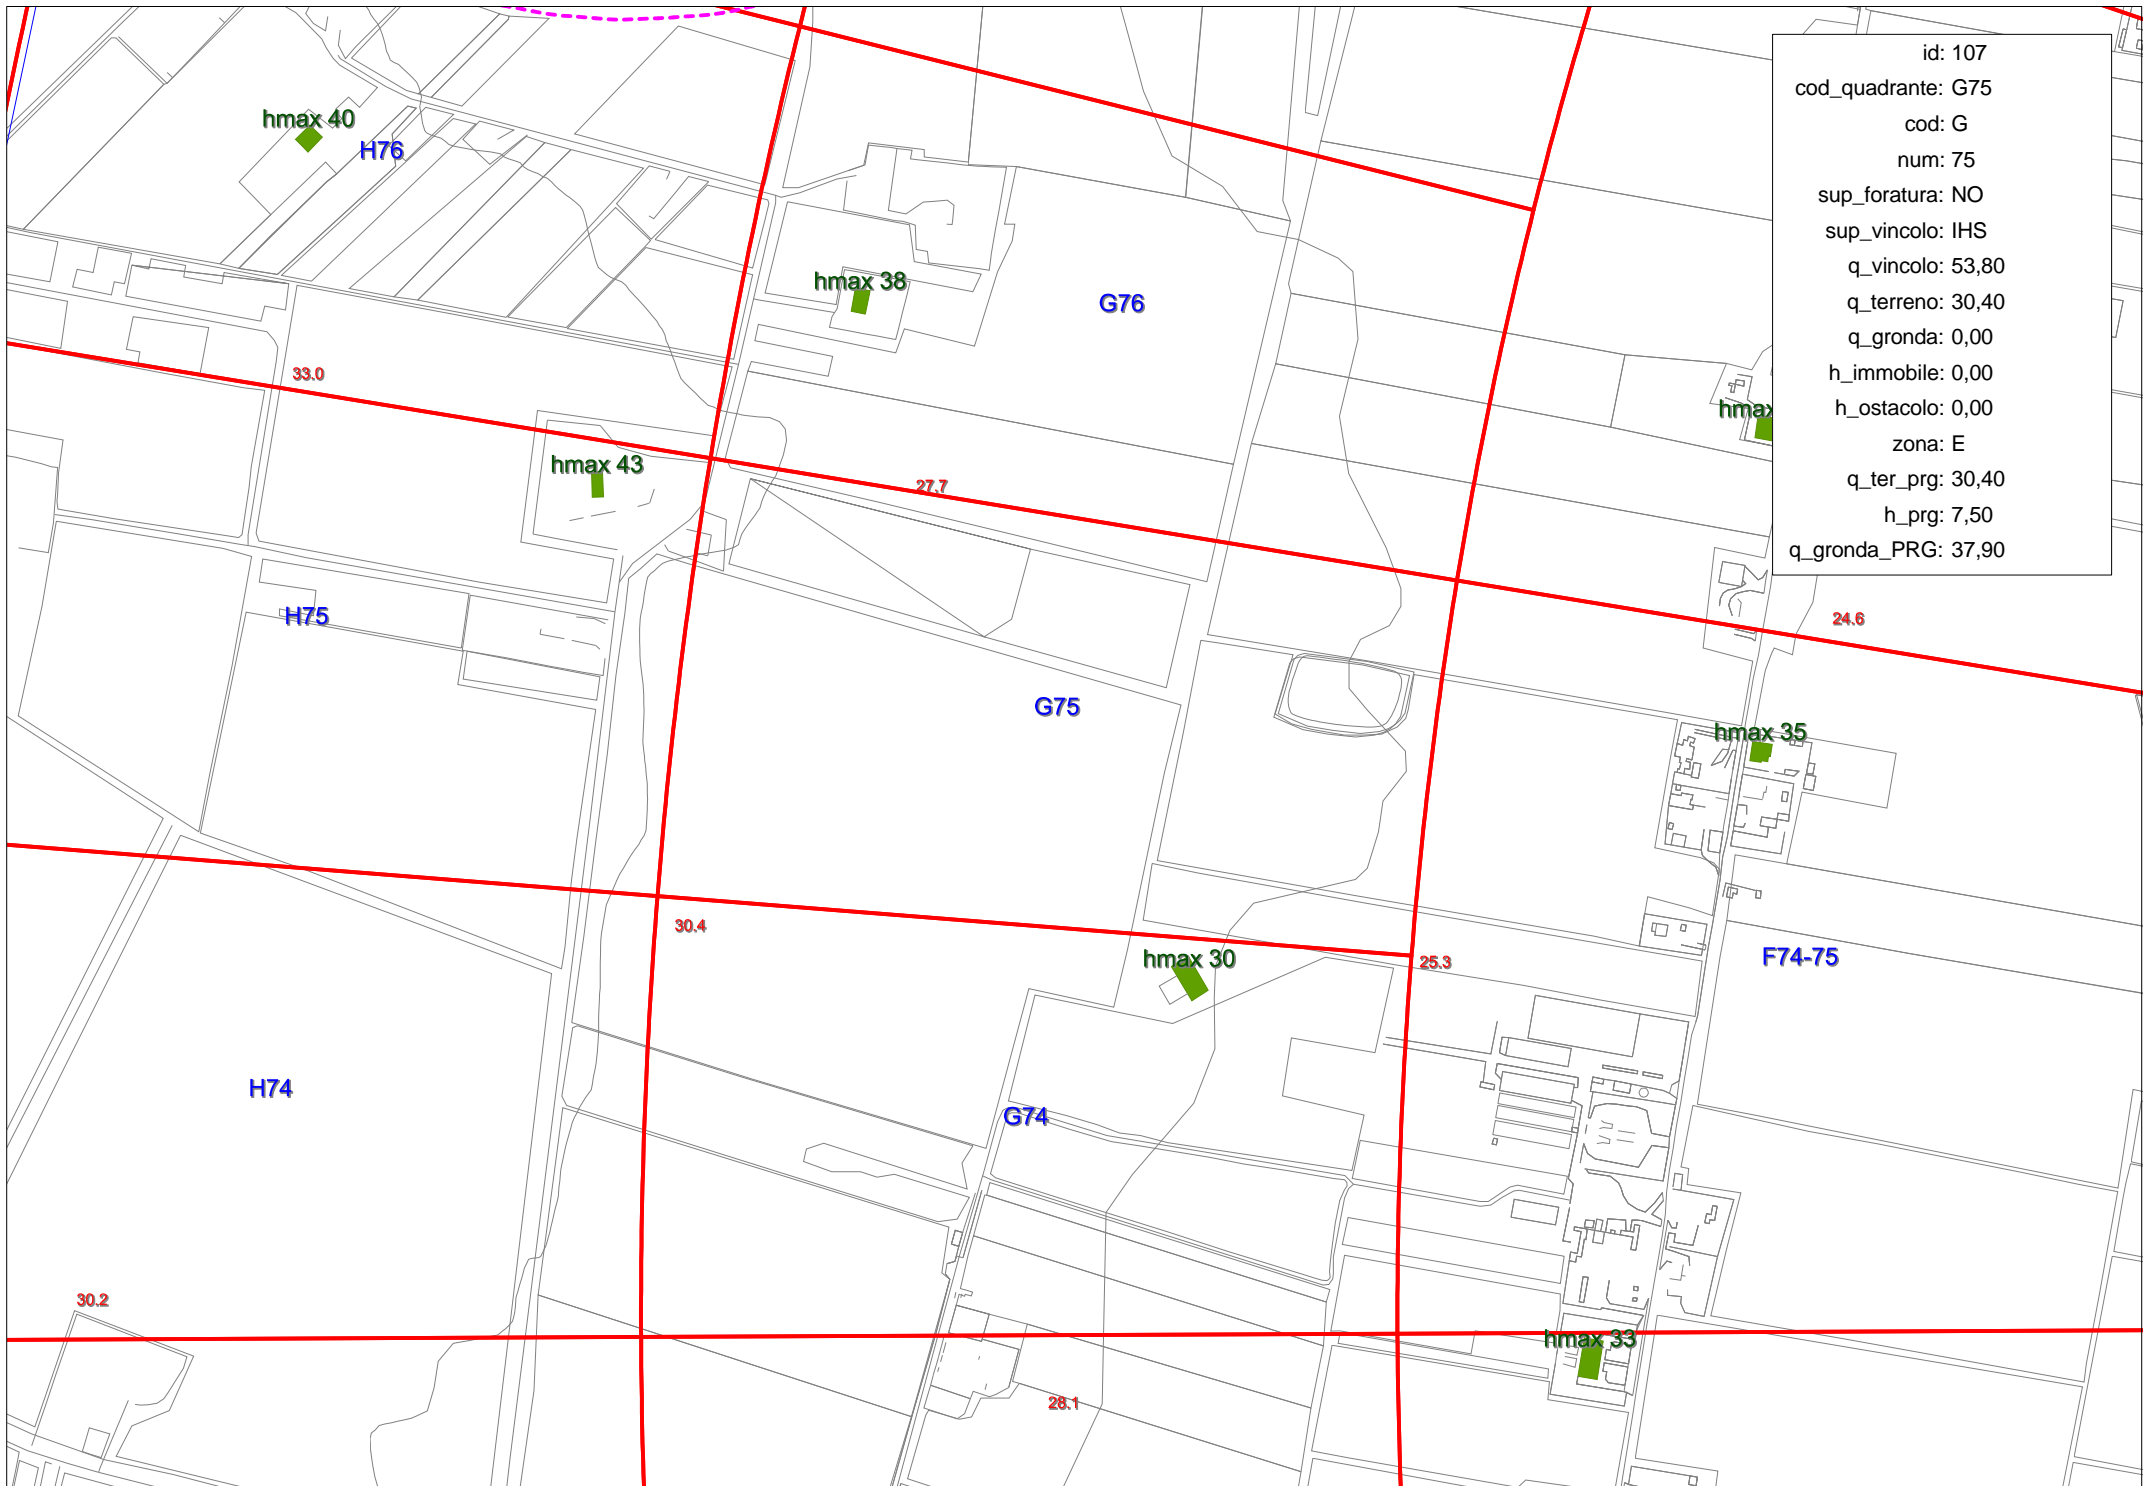 id: 107
cod_quadrante: G75
cod: G
num: 75
sup_foratura: NO
sup_vincolo: IHS
q_vincolo: 53,80
q_terreno: 30,40
q_gronda: 0,00
h_immobile: 0,00
h_ostacolo: 0,00
zona: E
q_ter_prg: 30,40
h_prg: 7,50
q_gronda_PRG: 37,90
hmax 40
H76
hmax 38
G76
33.0
hmax
hmax 43
27.7
H75
24.6
G75
hmax 35
30.4
hmax 30
25.3
F74-75
H74
G74
30.2
hmax 33
28.1